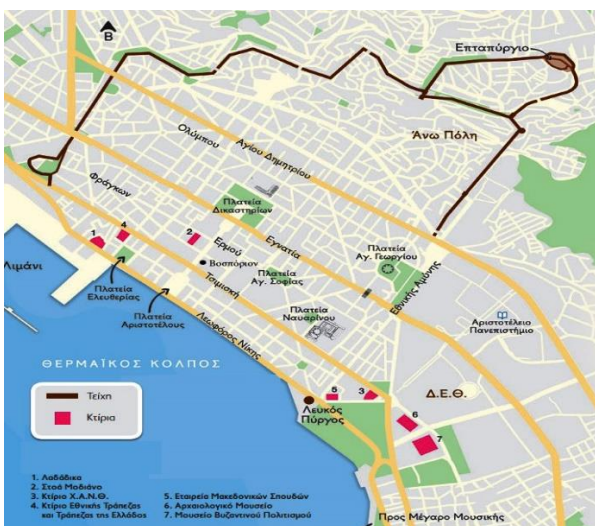 Β
Επταπύργιο
Άνω Πόλη
Ολύμπου
Αγίου Δημητρίου
Φράγκων
Πλατεία
Δικαστηρίων
Εγνατία
1
4
2
Ερμού
Βοσπόριον
Πλατεία
Αγ. Γεωργίου
Λιμάνι
Πλατεία
Ελευθερίας
Πλατεία
Αριστοτέλους
Τσιμισκή
Πλατεία
Αγ. Σοφίας
Εθνικής Αμύνης
Πλατεία
Ναυαρίνου
Αριστοτέλειο
Πανεπιστήμιο
Λεωφόρος Νίκης
ΘΕΡΜΑΪΚΟΣ ΚΟΛΠΟΣ
Τείχη
Κτίρια
5
3
Δ.Ε.Θ.
Λευκός
Πύργος
6
7
1. Λαδάδικα
2. Στοά Μοδιάνο
3. Κτίριο Χ.Α.Ν.Θ.
4. Κτίριο Εθνικής Τράπεζας
και Τράπεζας της Ελλάδος
5. Εταιρεία Μακεδονικών Σπουδών
6. Αρχαιολογικό Μουσείο
7. Μουσείο Βυζαντινού Πολιτισμού
Προς Μέγαρο Μουσικής